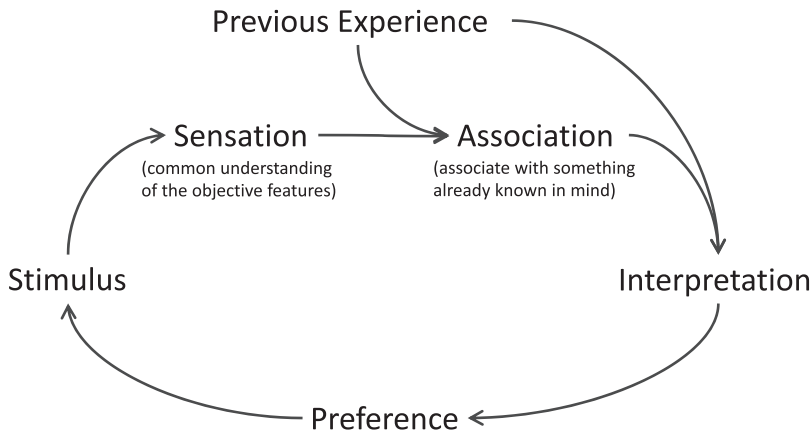 Previous Experience
Sensation
(common understanding
of the objective features)
Association
(associate with something
already known in mind)
Stimulus
Interpretation
Preference